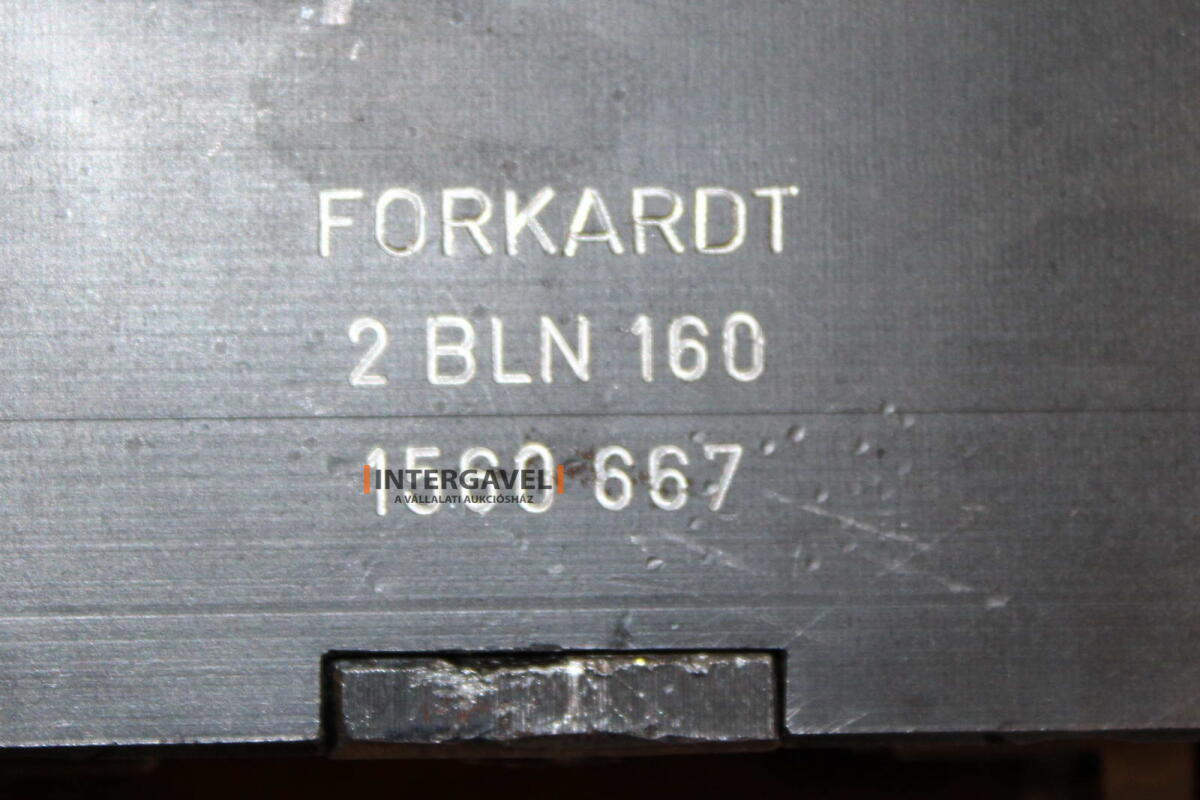 FORKARDT
2 BLN 160
667
INTERGAVEL
A VÁLLALATI AUKCIÓSHÁZ